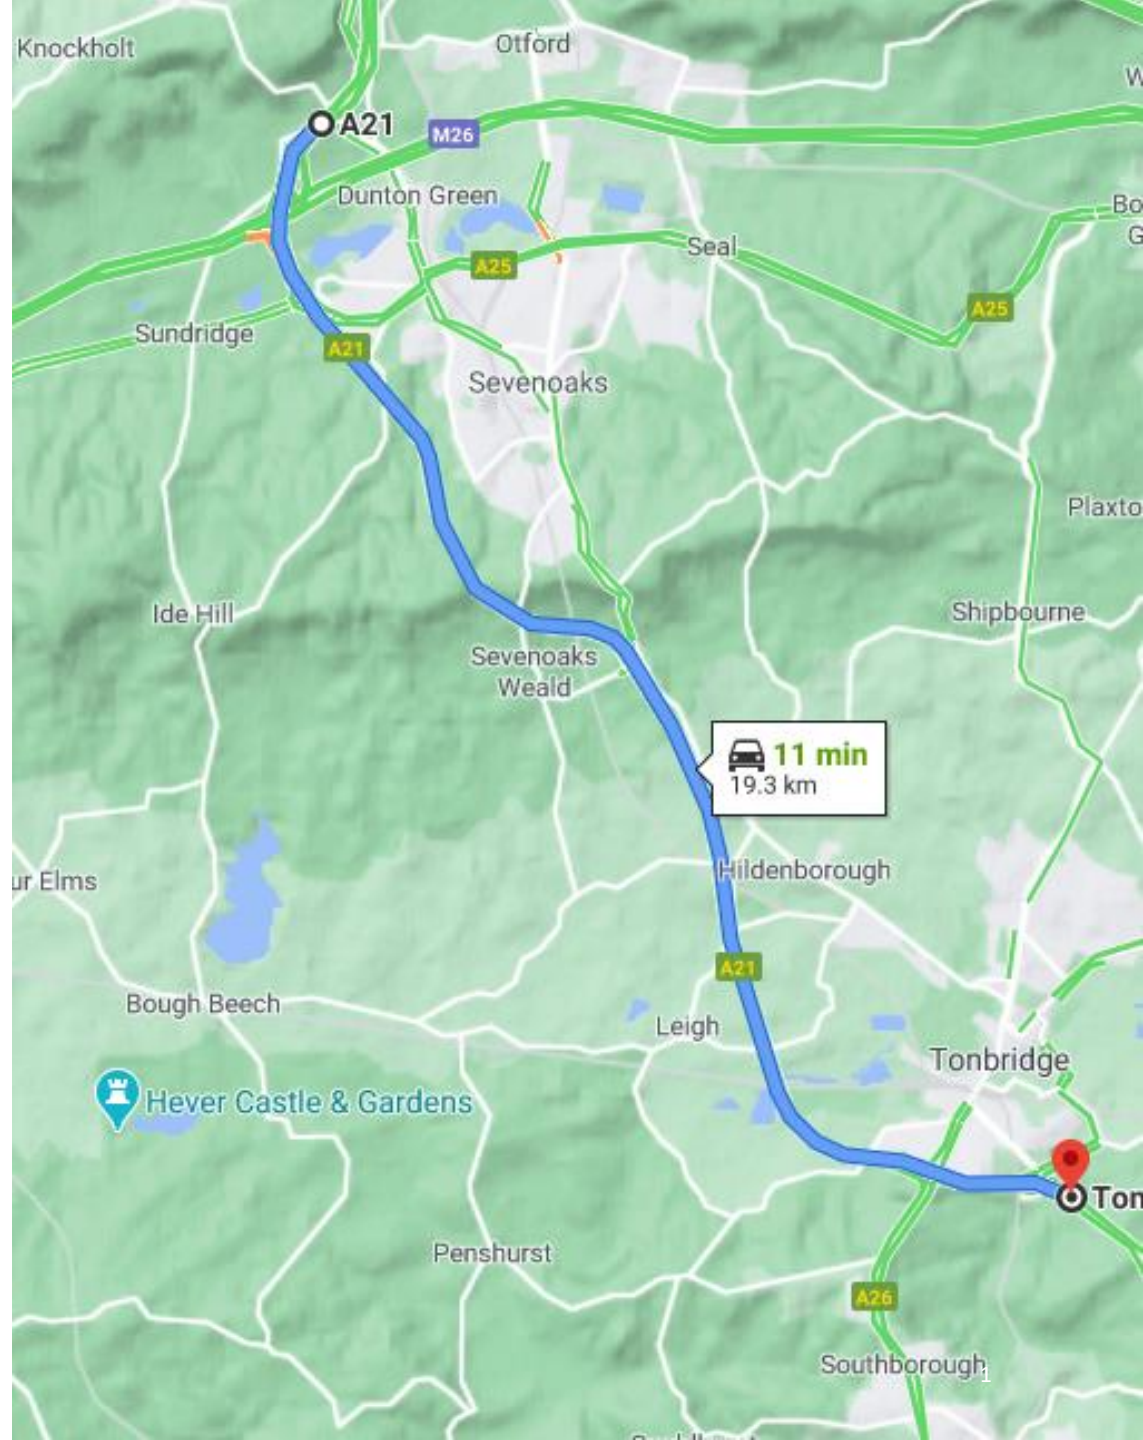 Knockholt
Otford
W
A21
M26
Dunton Green
Bo
G
Seal
A25
A25
Sundridge
A21
Sevenoaks
Plaxto
Ide Hill
Shipbourne
Sevenoaks
Weald
11 min
19.3 km
Hildenborough
ur Elms
A21
Bough Beech
Leigh
Tonbridge
Hever Castle & Gardens
Ton
Penshurst
A26
Southborough
1